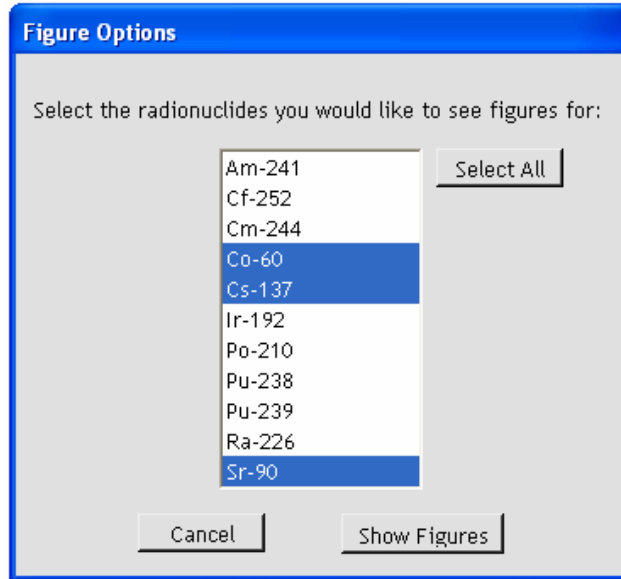 Figure Options
Select the radionuclides you would like to see figures for:
Am-241
Select All
Cf-252
Cm-244
Co-60
Cs-137
Ir-192
Po-210
Pu-238
Pu-239
Ra-226
Sr-90
Cancel
Show Figures